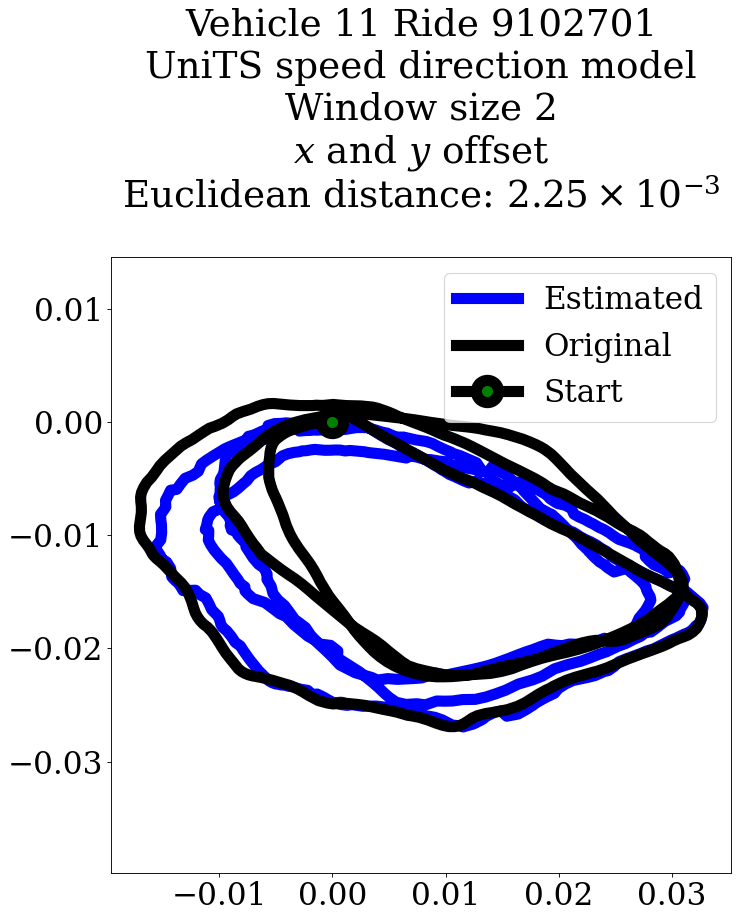 Vehicle 11 Ride 9102701
UniTS speed direction model
Window size 2
x and y offset
Euclidean distance: 2.25 × 10⁻³
Estimated
Original
Start
0.01
0.00
−0.01
−0.02
−0.03
−0.01 0.00 0.01 0.02 0.03